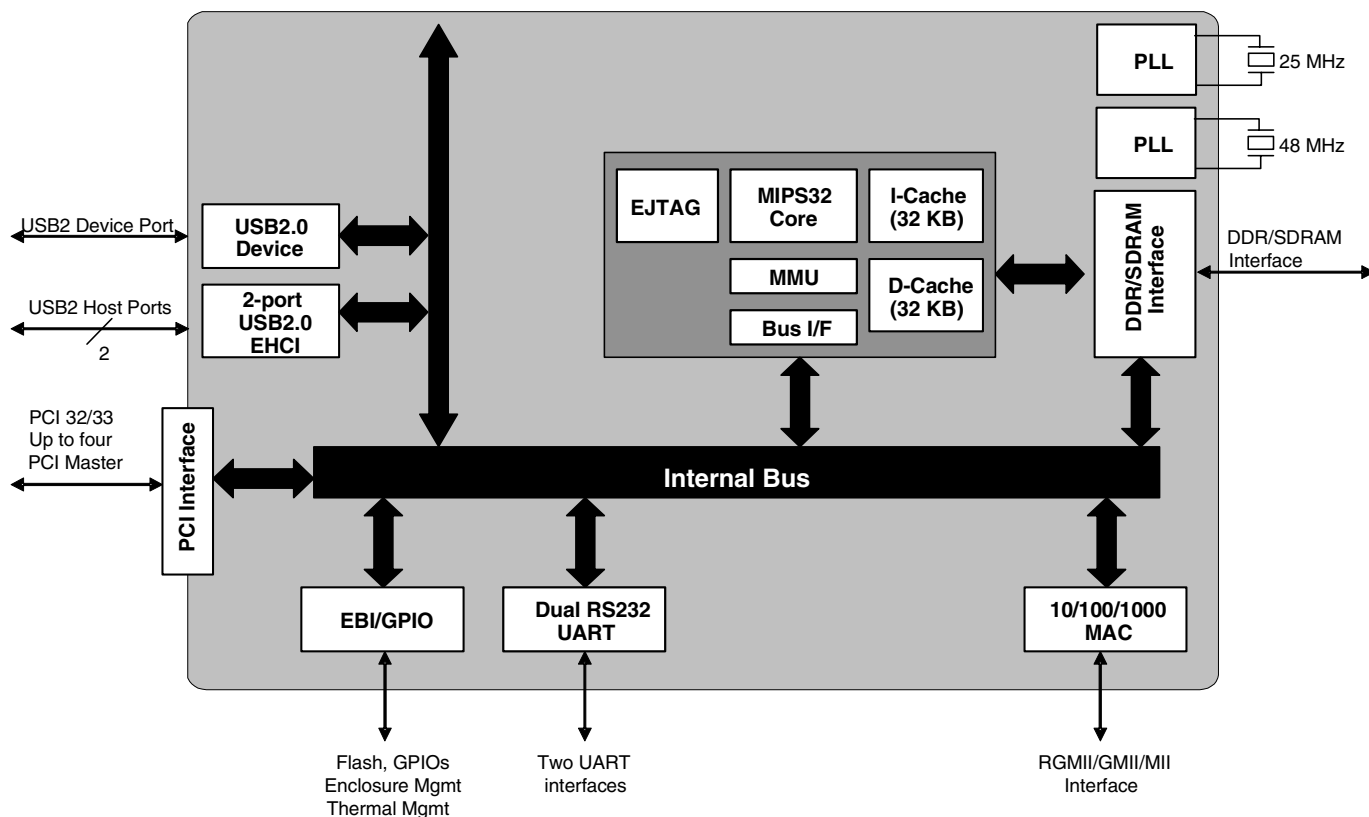 PLL
25 MHz
PLL
48 MHz
EJTAG
MIPS32
Core
I-Cache
(32 KB)
MMU
D-Cache
(32 KB)
Bus I/F
DDR/SDRAM
Interface
DDR/SDRAM
Interface
USB2 Device Port
USB2.0
Device
USB2 Host Ports
2
2-port
USB2.0
EHCI
PCI 32/33
Up to four
PCI Master
PCI Interface
Internal Bus
EBI/GPIO
Dual RS232
UART
10/100/1000
MAC
Flash, GPIOs
Enclosure Mgmt
Thermal Mgmt
Two UART
interfaces
RGMII/GMII/MII
Interface